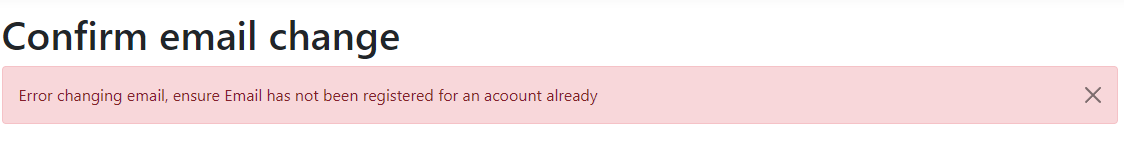 Confirm email change
Error changing email, ensure Email has not been registered for an acoount already